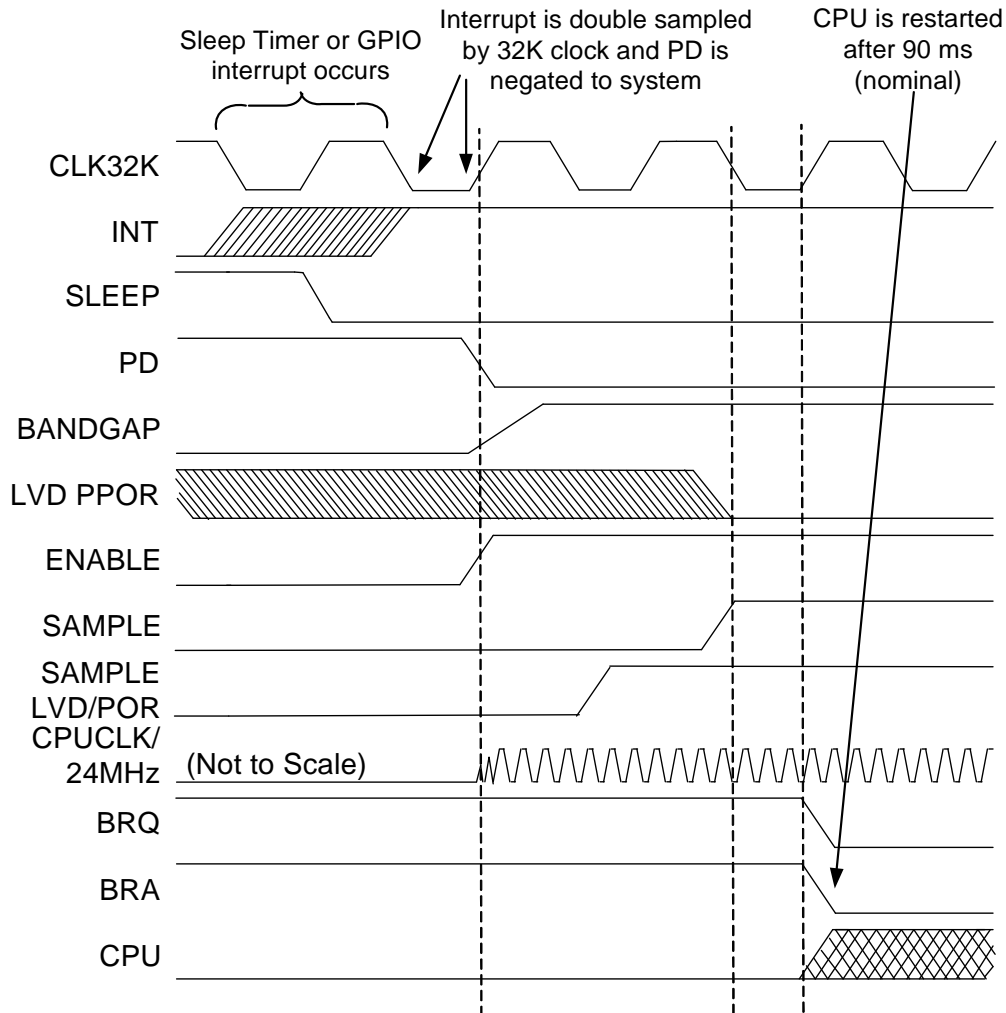 Sleep Timer or GPIO
interrupt occurs
Interrupt is double sampled
by 32K clock and PD is
negated to system
CPU is restarted
after 90 ms
(nominal)
CLK32K
INT
SLEEP
PD
BANDGAP
LVD PPOR
ENABLE
SAMPLE
SAMPLE
LVD/POR
CPUCLK/
24MHz
(Not to Scale)
BRQ
BRA
CPU